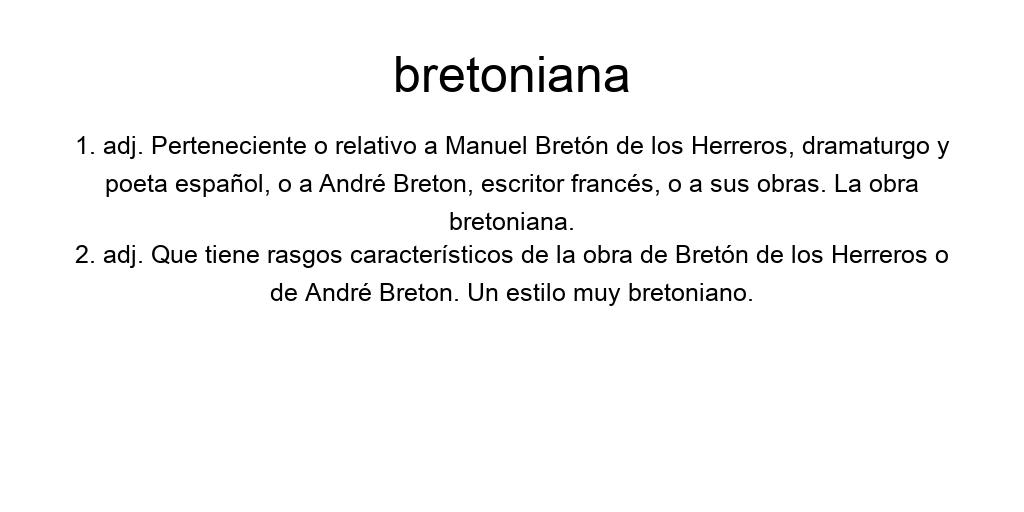 bretoniana
1. adj. Perteneciente o relativo a Manuel Bretón de los Herreros, dramaturgo y
poeta español, o a André Breton, escritor francés, o a sus obras. La obra
bretoniana.
2. adj. Que tiene rasgos característicos de la obra de Bretón de los Herreros o
de André Breton. Un estilo muy bretoniano.